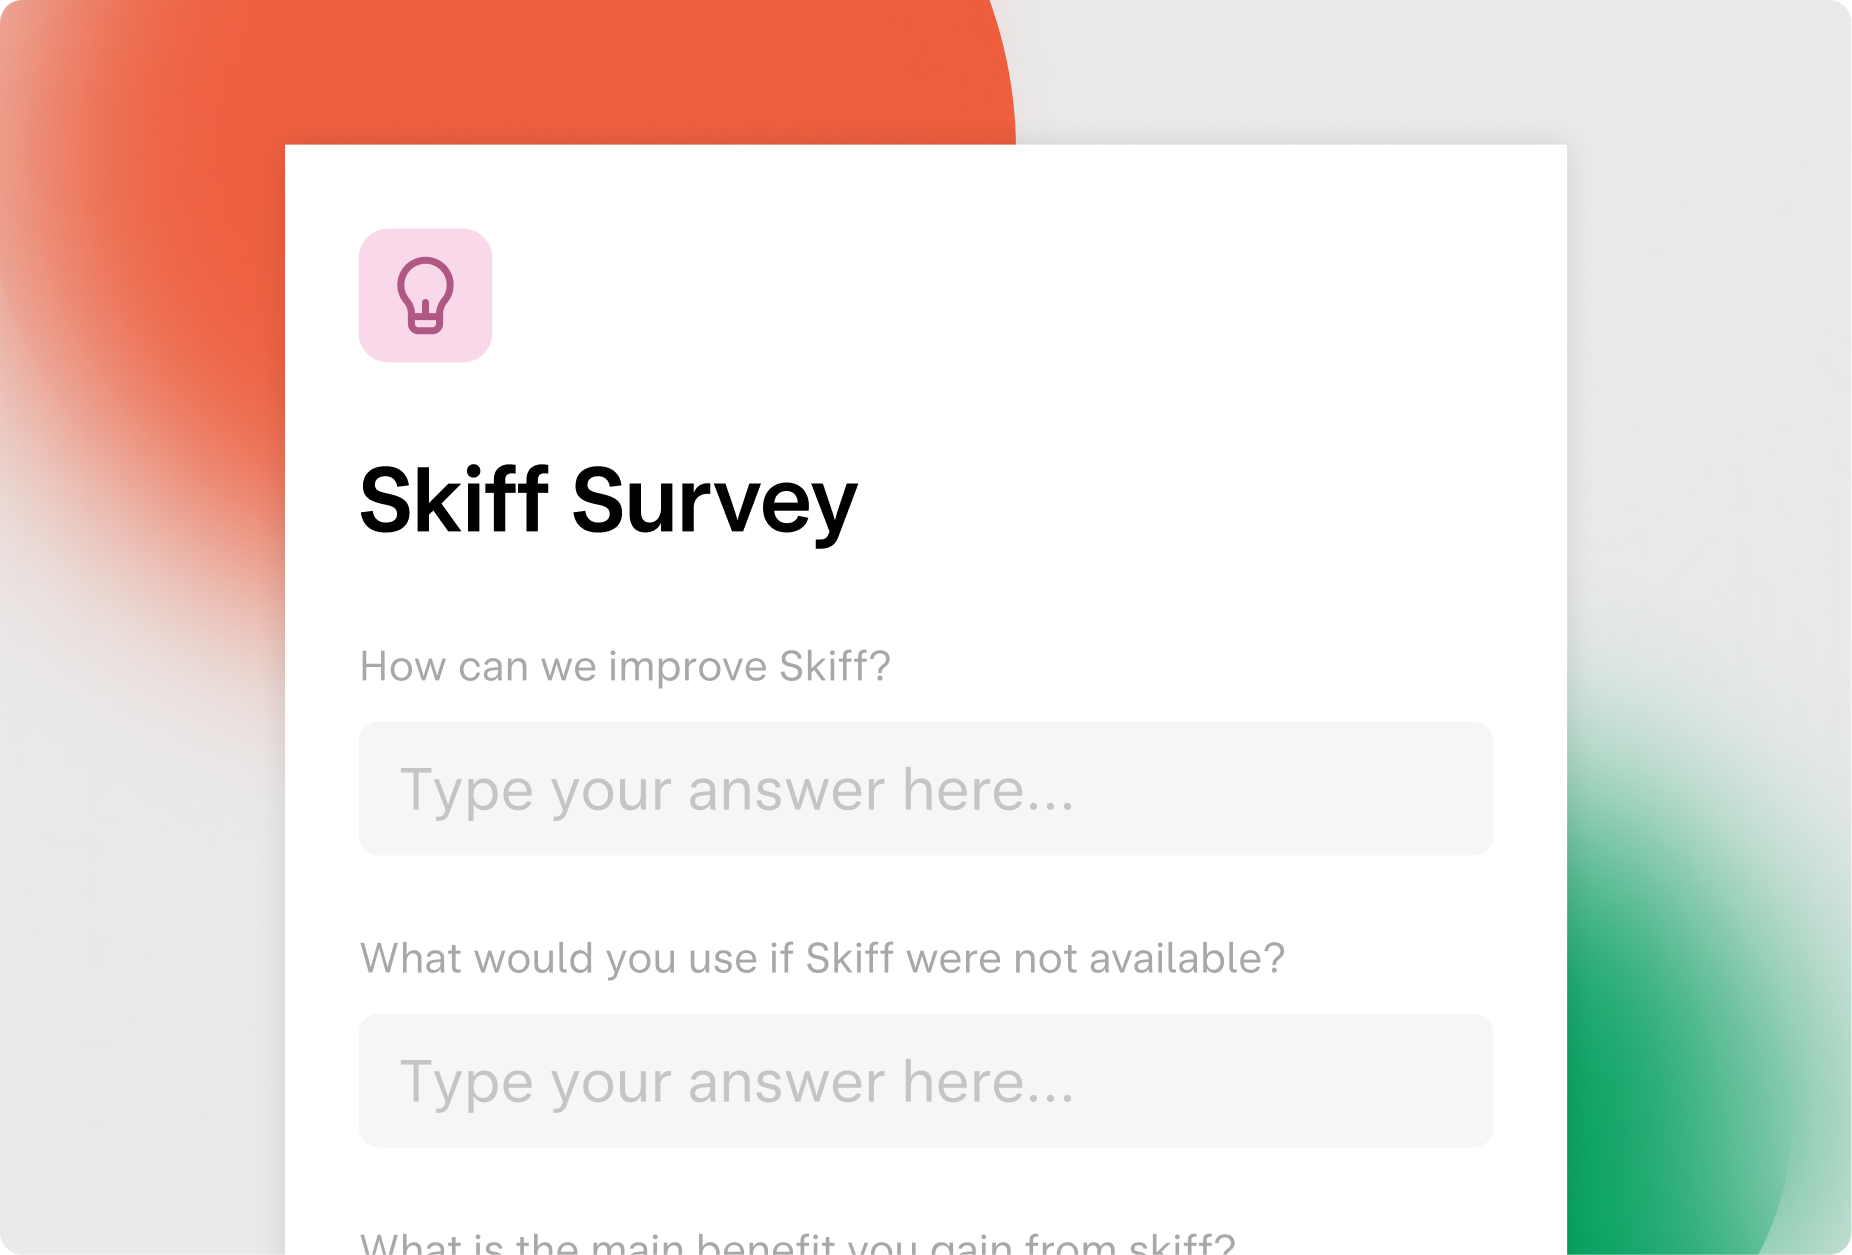 Skiff Survey
How can we improve Skiff?
Type your answer here...
What would you use if Skiff were not available?
Type your answer here...
What is the main benefit you gain from skiff?